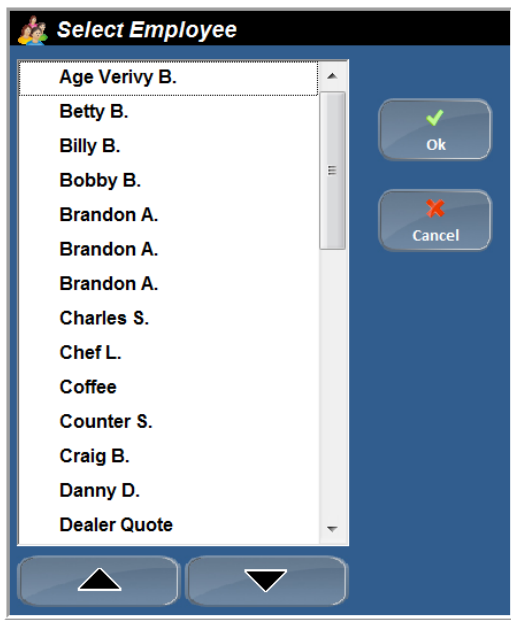 Select Employee
Age Verivy B.
Betty B.
Billy B.
Bobby B.
Brandon A.
Brandon A.
Brandon A.
Charles S.
Chef L.
Coffee
Counter S.
Craig B.
Danny D.
Dealer Quote
Ok
Cancel